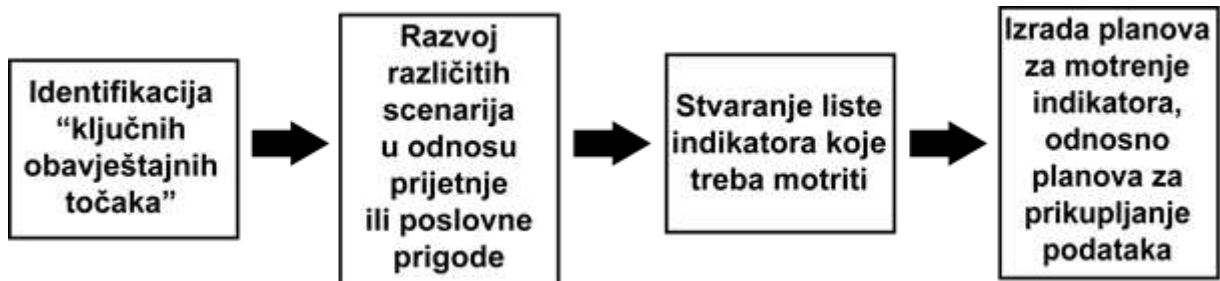 Identifikacija
“ključnih
obavještajnih
točaka”
Razvoj
različitih
scenarija
u odnosu
prijetnje
ili poslovne
prigode
Stvaranje liste
indikatora koje
treba motriti
Izrada planova
za motrenje
indikatora,
odnosno
planova za
prikupljanje
podataka